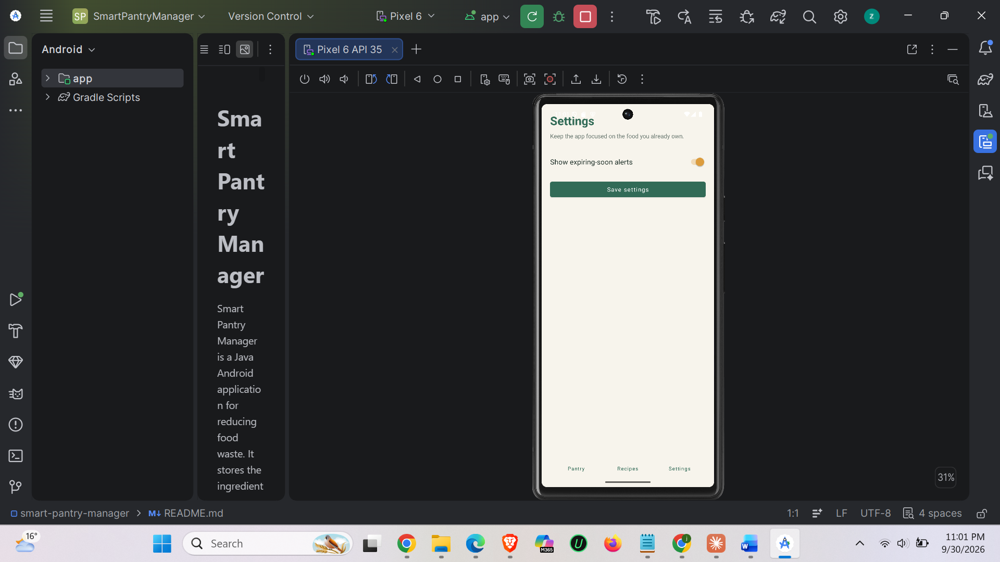 SP SmartPantryManager
Version Control
Pixel 6
app
Z
Android
app
Gradle Scripts
Sma
rt
Pant
ry
Man
ager
Smart
Pantry
Manager
is a Java
Android
applicatio
n for
reducing
food
waste. It
stores the
ingredient
Pixel 6 API 35
Settings
Keep the app focused on the food you already own.
Show expiring-soon alerts
Save settings
Pantry Recipes Settings
31%
smart-pantry-manager > M↓ README.md
1:1 LF UTF-8 4 spaces
16°
Search
M365
11:01 PM
9/30/2026